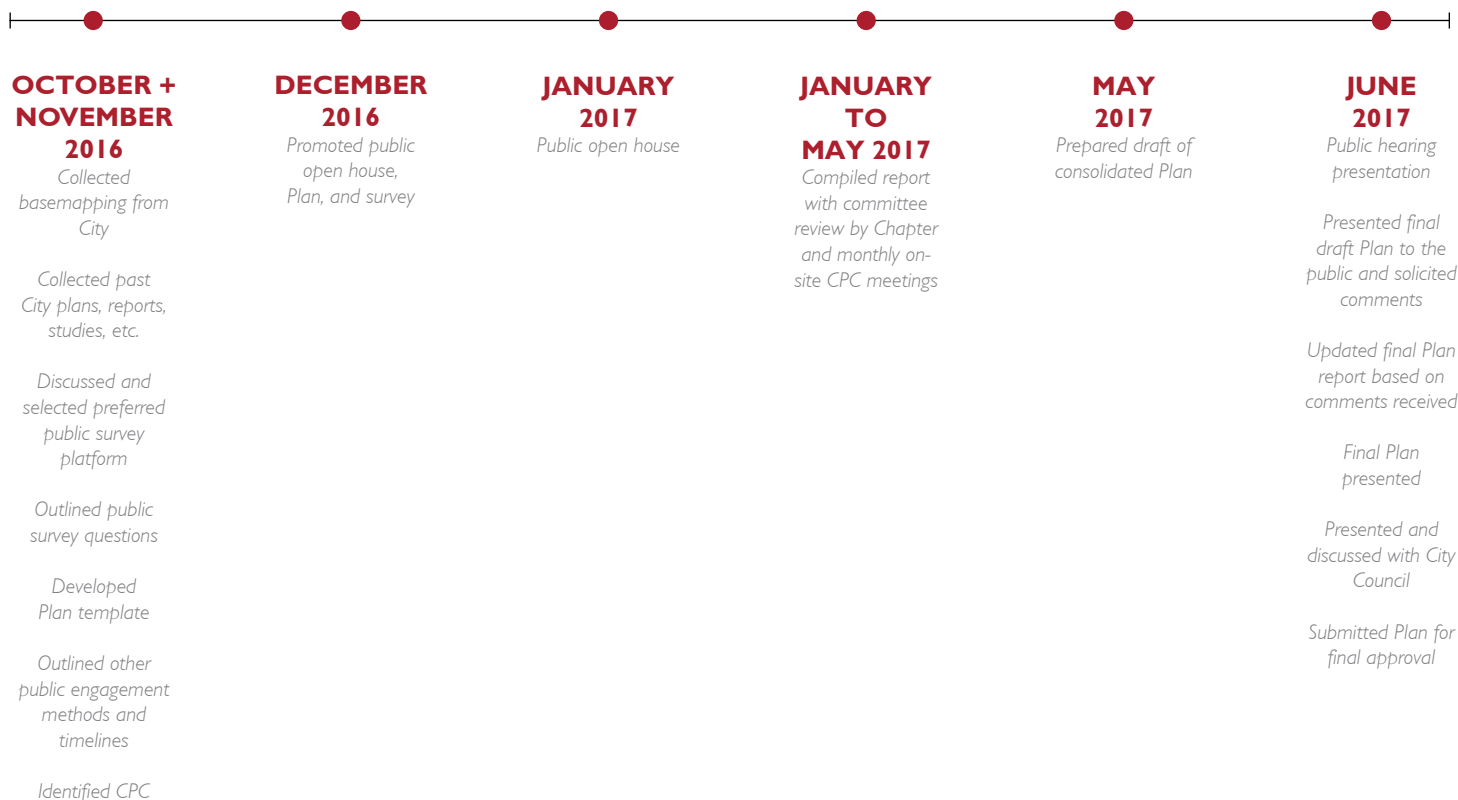 OCTOBER +
NOVEMBER
2016
Collected
basemapping from
City
Collected past
City plans, reports,
studies, etc.
Discussed and
selected preferred
public survey
platform
Outlined public
survey questions
Developed
Plan template
Outlined other
public engagement
methods and
timelines
Identified CPC
DECEMBER
2016
Promoted public
open house,
Plan, and survey
JANUARY
2017
Public open house
JANUARY
TO
MAY 2017
Compiled report
with committee
review by Chapter
and monthly on-
site CPC meetings
MAY
2017
Prepared draft of
consolidated Plan
JUNE
2017
Public hearing
presentation
Presented final
draft Plan to the
public and solicited
comments
Updated final Plan
report based on
comments received
Final Plan
presented
Presented and
discussed with City
Council
Submitted Plan for
final approval